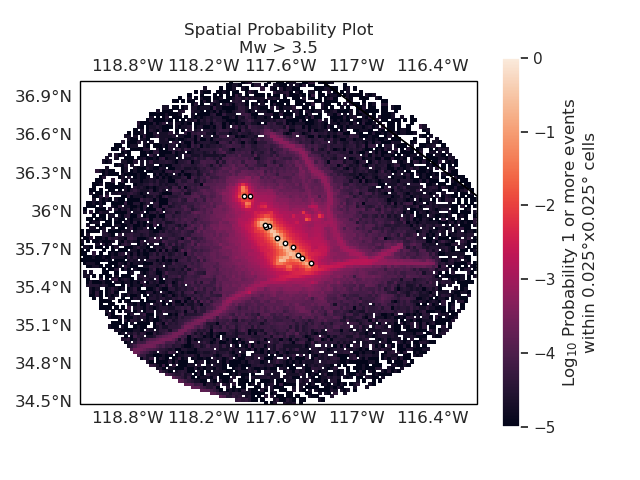 Spatial Probability Plot
Mw > 3.5
118.8°W 118.2°W 117.6°W 117°W 116.4°W
36.9°N
36.6°N
36.3°N
36°N
35.7°N
35.4°N
35.1°N
34.8°N
34.5°N
118.8°W 118.2°W 117.6°W 117°W 116.4°W
0
−1
−2
−3
−4
−5
Log₁₀ Probability 1 or more events
within 0.025°x0.025° cells